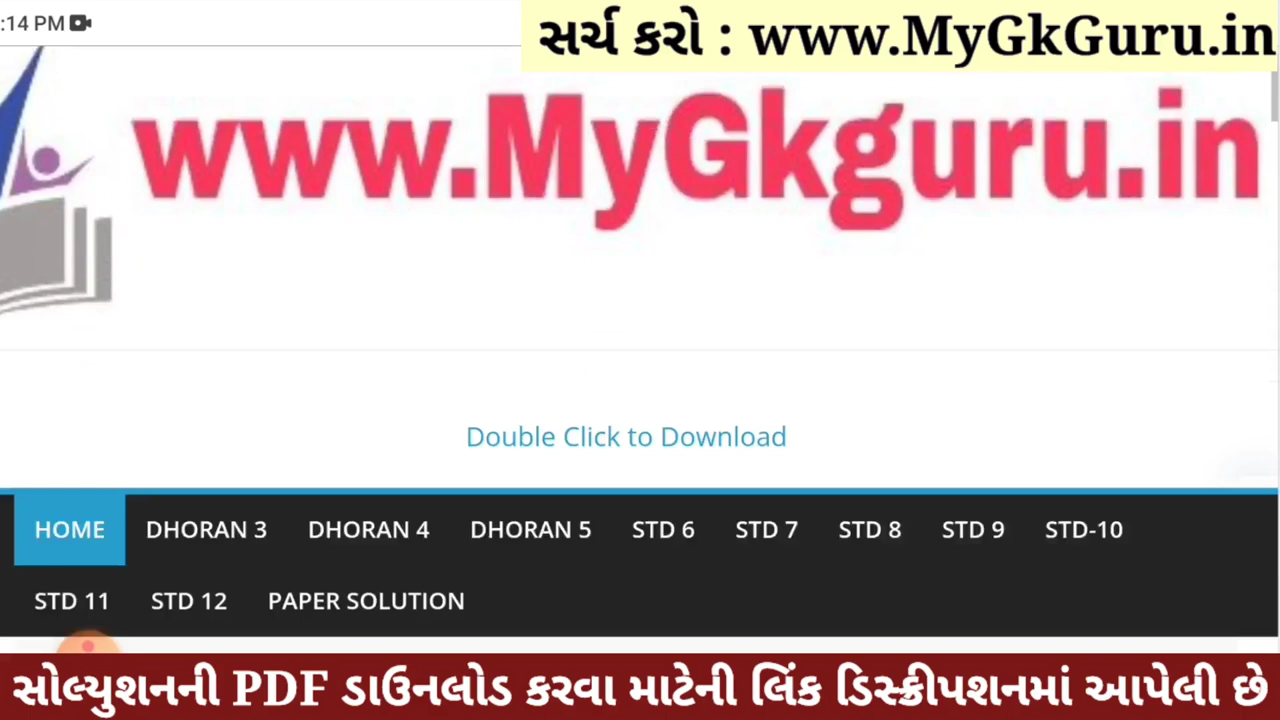 :14 PM
સર્ચ કરો : www.MyGkGuru.in
www.MyGkguru.in
Double Click to Download
HOME DHORAN 3 DHORAN 4 DHORAN 5 STD 6 STD 7 STD 8 STD 9 STD-10
STD 11 STD 12 PAPER SOLUTION
સોલ્યુશનની PDF ડાઉનલોડ કરવા માટેની લિંક ડિસ્ક્રીપશનમાં આપેલી છે